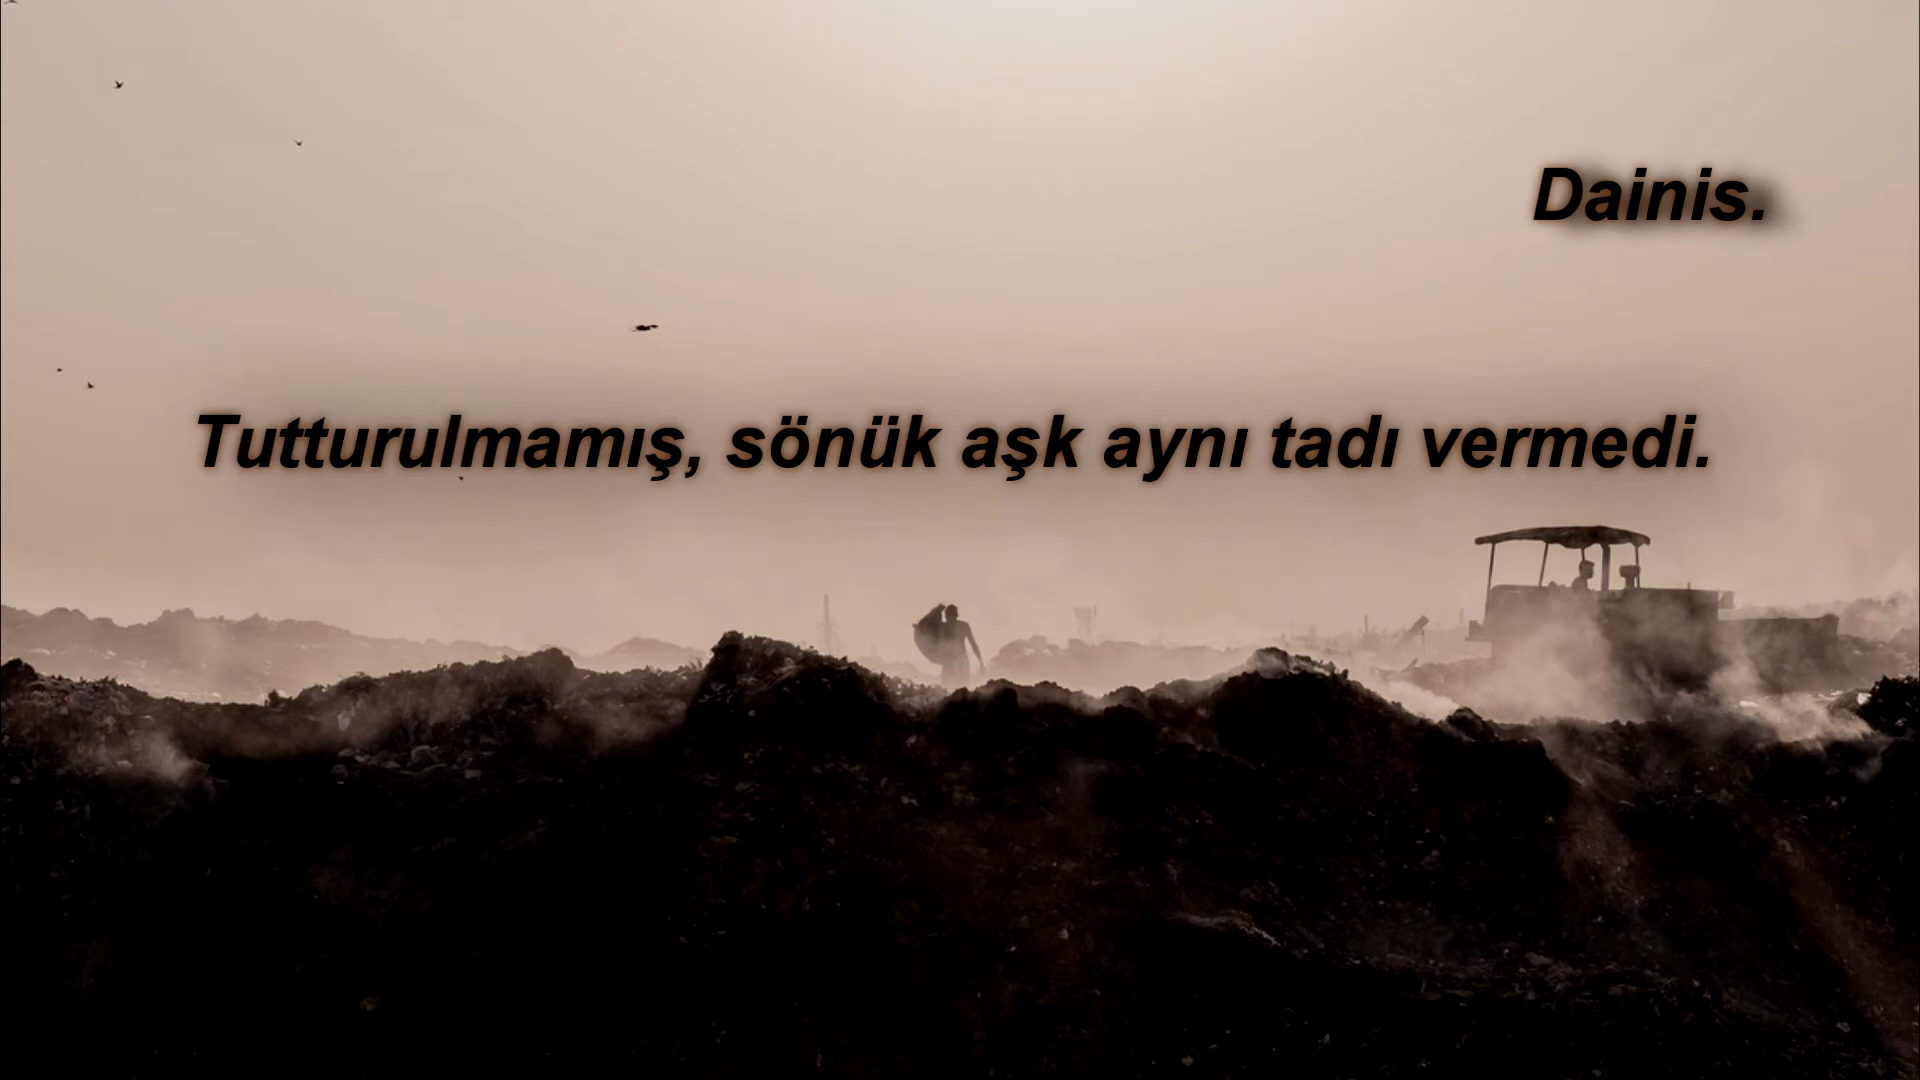 Dainis.
Tutturulmamış, sönük aşk aynı tadı vermedi.